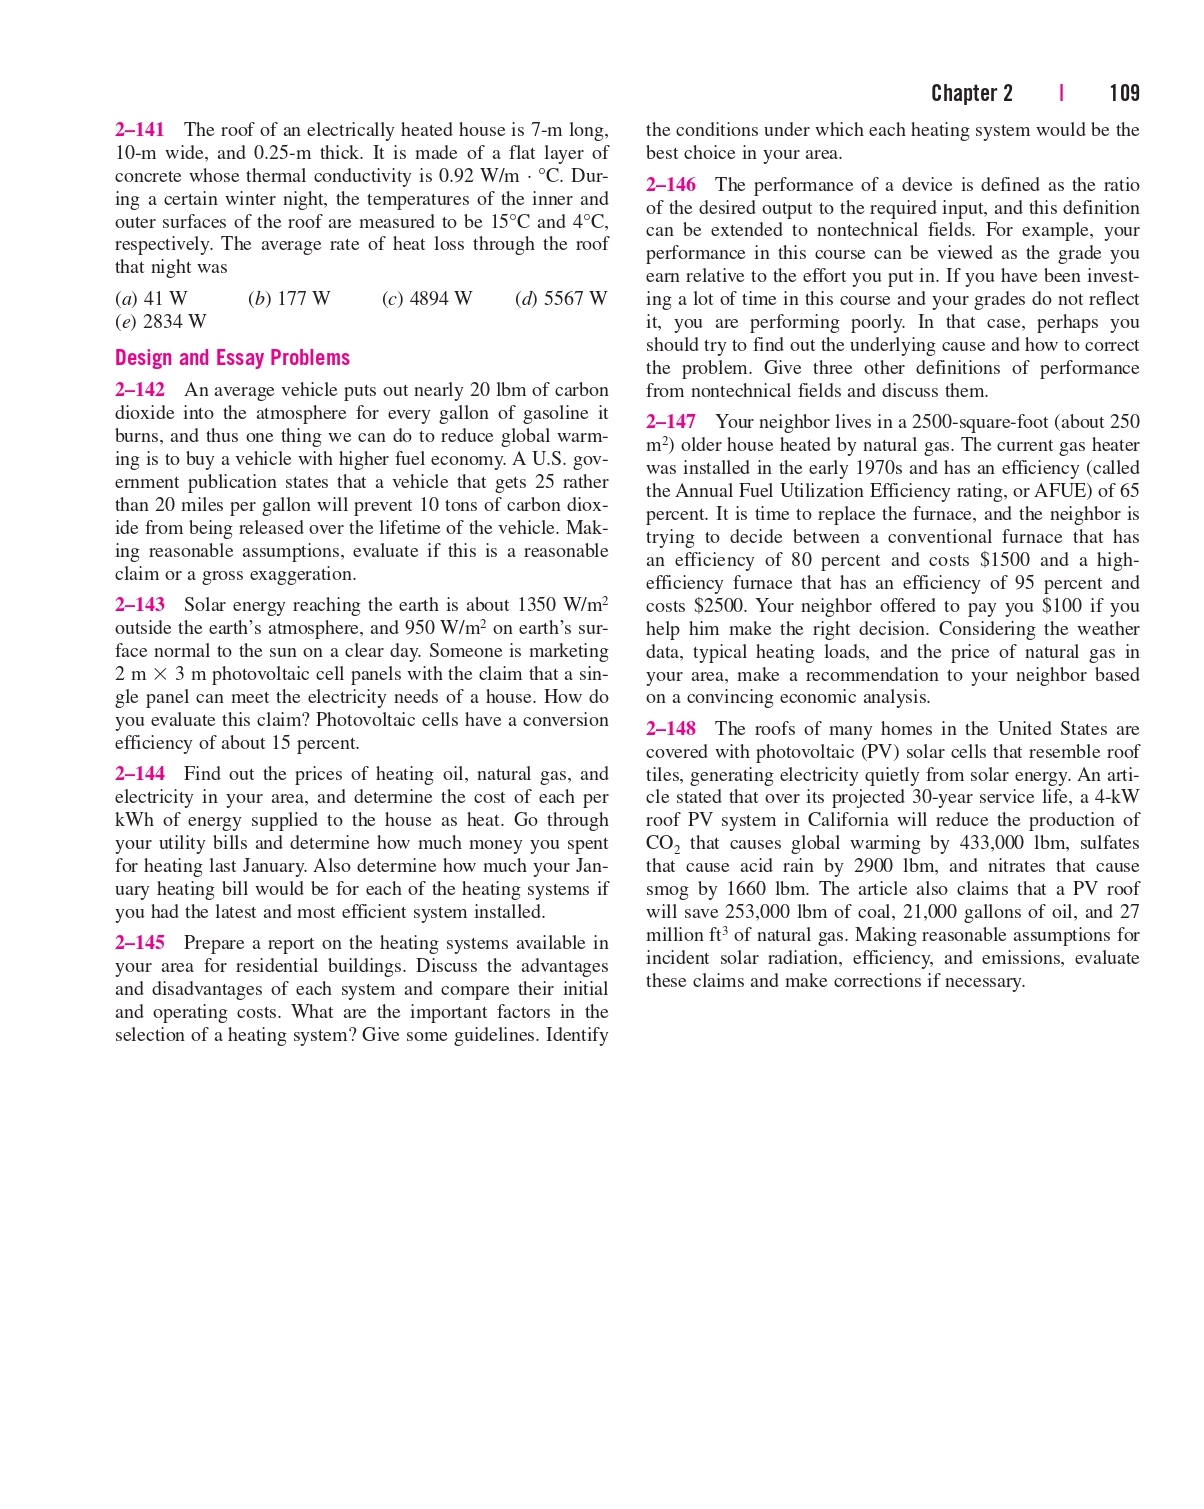 Chapter 2 | 109
2–141 The roof of an electrically heated house is 7-m long,
10-m wide, and 0.25-m thick. It is made of a flat layer of
concrete whose thermal conductivity is 0.92 W/m · °C. Dur-
ing a certain winter night, the temperatures of the inner and
outer surfaces of the roof are measured to be 15°C and 4°C,
respectively. The average rate of heat loss through the roof
that night was
(a) 41 W (b) 177 W (c) 4894 W (d) 5567 W
(e) 2834 W
Design and Essay Problems
2–142 An average vehicle puts out nearly 20 lbm of carbon
dioxide into the atmosphere for every gallon of gasoline it
burns, and thus one thing we can do to reduce global warm-
ing is to buy a vehicle with higher fuel economy. A U.S. gov-
ernment publication states that a vehicle that gets 25 rather
than 20 miles per gallon will prevent 10 tons of carbon diox-
ide from being released over the lifetime of the vehicle. Mak-
ing reasonable assumptions, evaluate if this is a reasonable
claim or a gross exaggeration.
2–143 Solar energy reaching the earth is about 1350 W/m²
outside the earth's atmosphere, and 950 W/m² on earth's sur-
face normal to the sun on a clear day. Someone is marketing
2 m × 3 m photovoltaic cell panels with the claim that a sin-
gle panel can meet the electricity needs of a house. How do
you evaluate this claim? Photovoltaic cells have a conversion
efficiency of about 15 percent.
2–144 Find out the prices of heating oil, natural gas, and
electricity in your area, and determine the cost of each per
kWh of energy supplied to the house as heat. Go through
your utility bills and determine how much money you spent
for heating last January. Also determine how much your Jan-
uary heating bill would be for each of the heating systems if
you had the latest and most efficient system installed.
2–145 Prepare a report on the heating systems available in
your area for residential buildings. Discuss the advantages
and disadvantages of each system and compare their initial
and operating costs. What are the important factors in the
selection of a heating system? Give some guidelines. Identify
the conditions under which each heating system would be the
best choice in your area.
2–146 The performance of a device is defined as the ratio
of the desired output to the required input, and this definition
can be extended to nontechnical fields. For example, your
performance in this course can be viewed as the grade you
earn relative to the effort you put in. If you have been invest-
ing a lot of time in this course and your grades do not reflect
it, you are performing poorly. In that case, perhaps you
should try to find out the underlying cause and how to correct
the problem. Give three other definitions of performance
from nontechnical fields and discuss them.
2–147 Your neighbor lives in a 2500-square-foot (about 250
m²) older house heated by natural gas. The current gas heater
was installed in the early 1970s and has an efficiency (called
the Annual Fuel Utilization Efficiency rating, or AFUE) of 65
percent. It is time to replace the furnace, and the neighbor is
trying to decide between a conventional furnace that has
an efficiency of 80 percent and costs $1500 and a high-
efficiency furnace that has an efficiency of 95 percent and
costs $2500. Your neighbor offered to pay you $100 if you
help him make the right decision. Considering the weather
data, typical heating loads, and the price of natural gas in
your area, make a recommendation to your neighbor based
on a convincing economic analysis.
2–148 The roofs of many homes in the United States are
covered with photovoltaic (PV) solar cells that resemble roof
tiles, generating electricity quietly from solar energy. An arti-
cle stated that over its projected 30-year service life, a 4-kW
roof PV system in California will reduce the production of
CO₂ that causes global warming by 433,000 lbm, sulfates
that cause acid rain by 2900 lbm, and nitrates that cause
smog by 1660 lbm. The article also claims that a PV roof
will save 253,000 lbm of coal, 21,000 gallons of oil, and 27
million ft³ of natural gas. Making reasonable assumptions for
incident solar radiation, efficiency, and emissions, evaluate
these claims and make corrections if necessary.